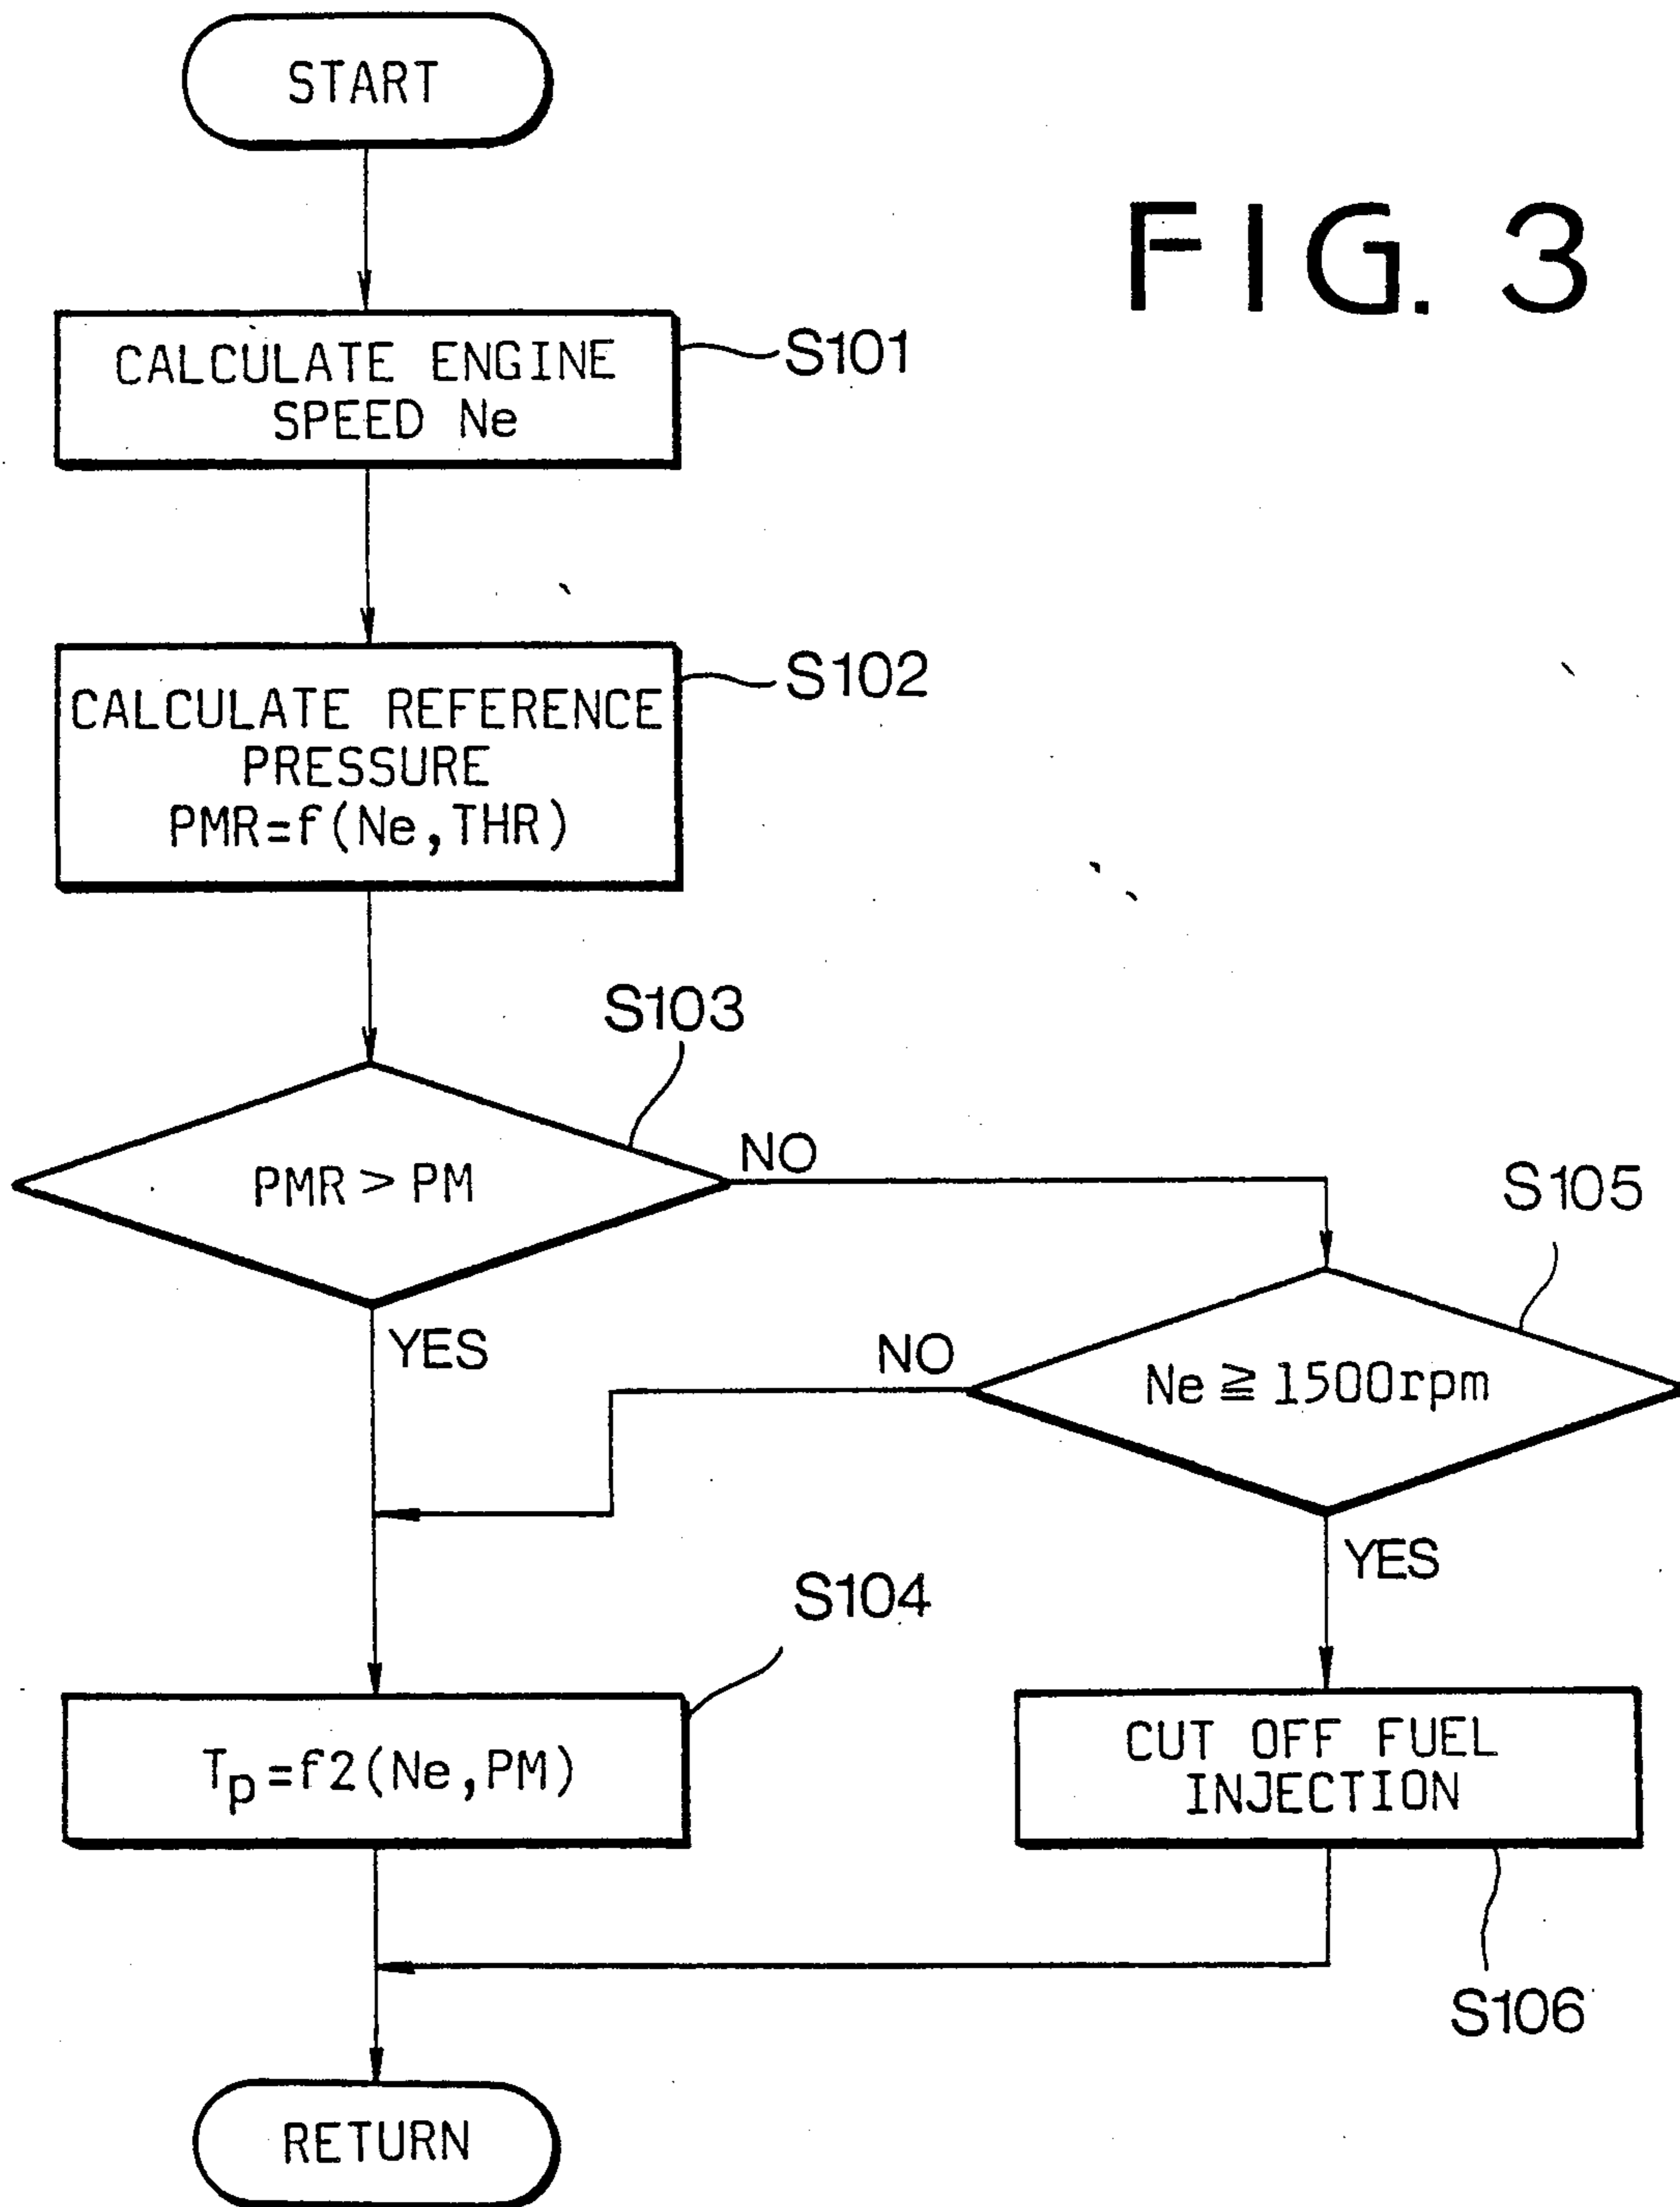 START
FIG. 3
CALCULATE ENGINE
SPEED Ne
S101
CALCULATE REFERENCE
PRESSURE
PMR=f(Ne,THR)
S102
S103
PMR > PM
NO
YES
S105
Ne ≧ 1500rpm
NO
YES
S104
Tp=f2(Ne,PM)
CUT OFF FUEL
INJECTION
S106
RETURN